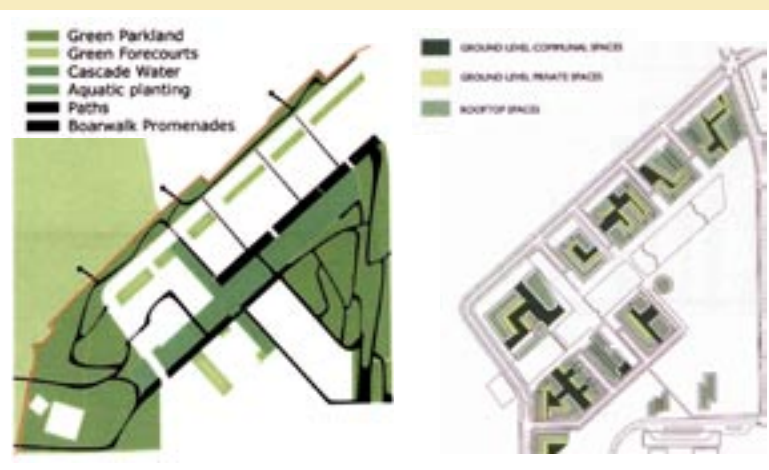 Green Parkland
Green Forecourts
Cascade Water
Aquatic planting
Paths
Boarwalk Promenades
GROUND LEVEL COMMUNAL SPACES
GROUND LEVEL PRIVATE SPACES
ROOFTOP SPACES